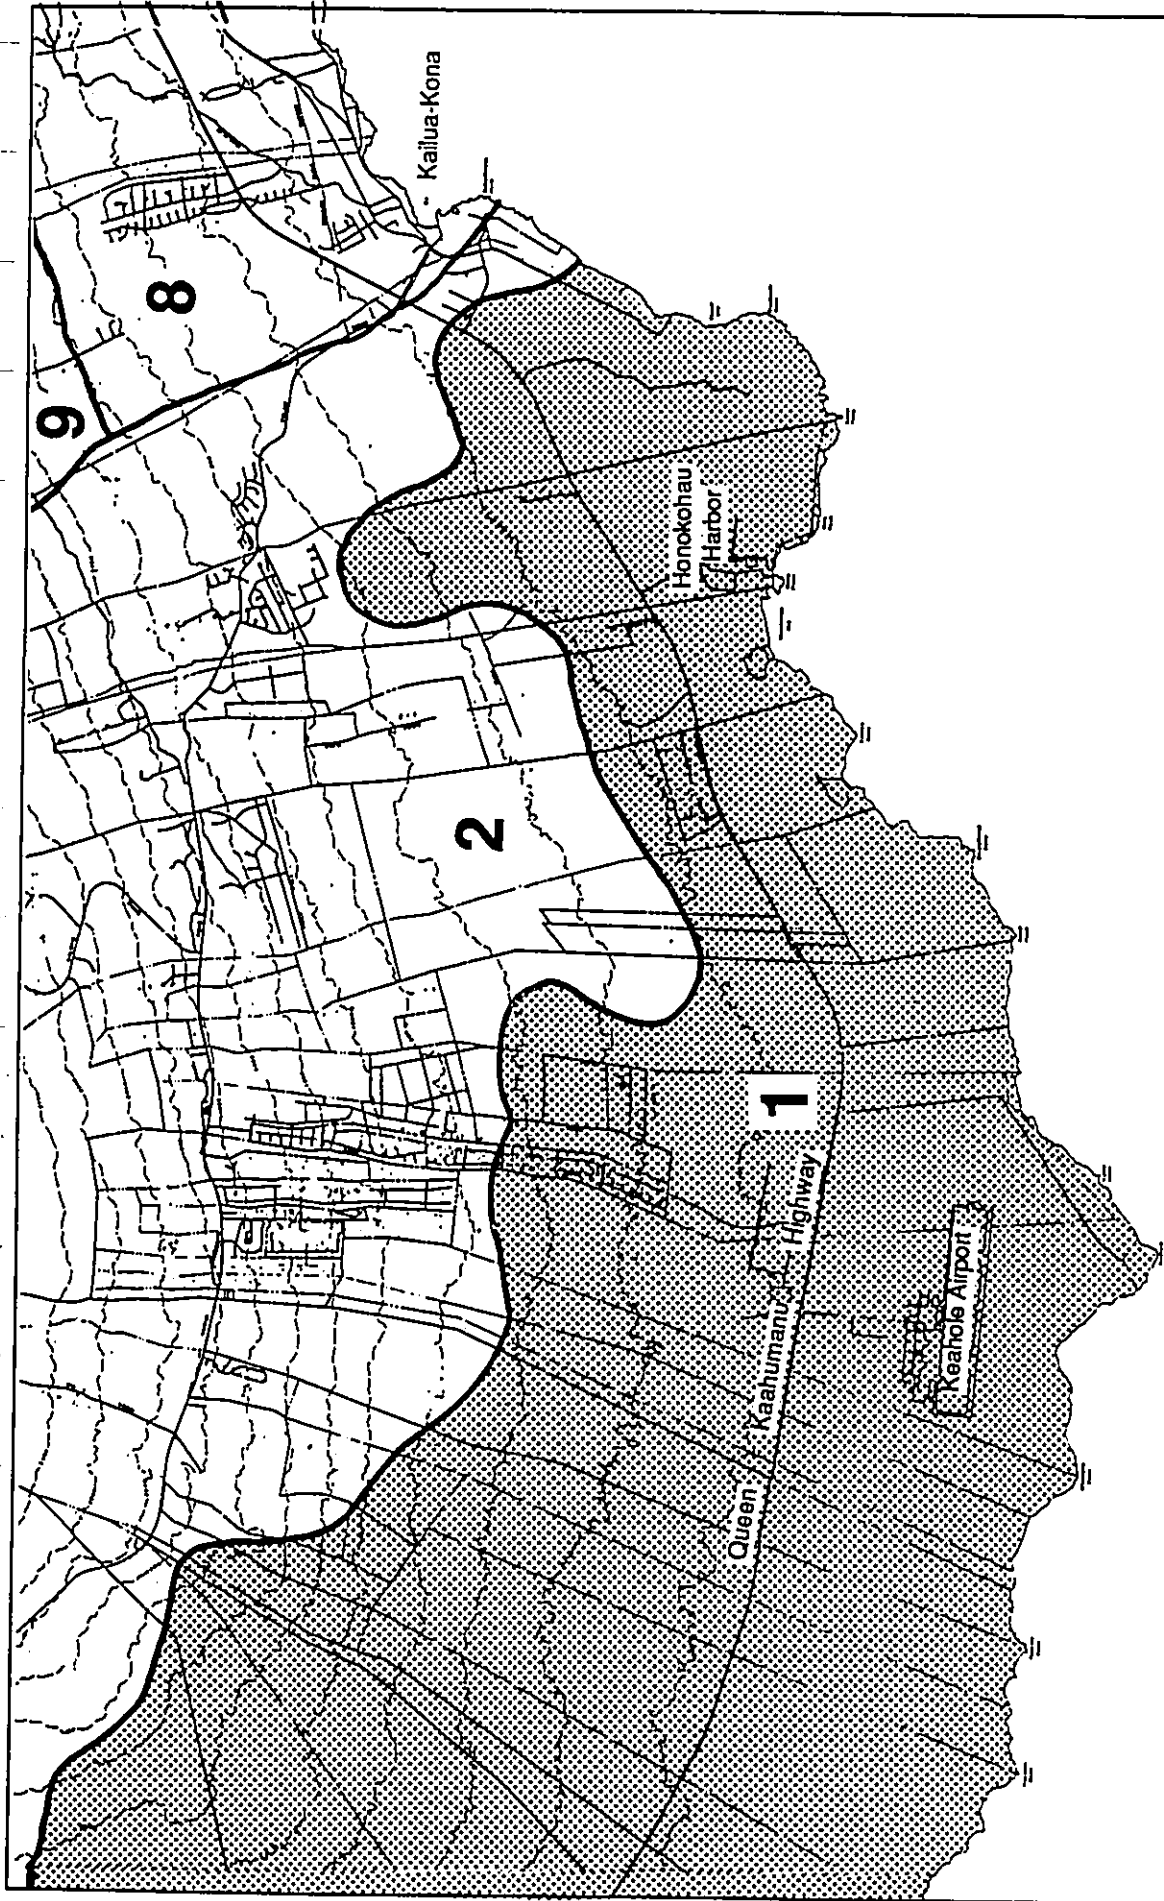 Kailua-Kona
8
9
Honokohau
Harbor
2
1
Queen Kaahumanu Highway
Keahole Airport